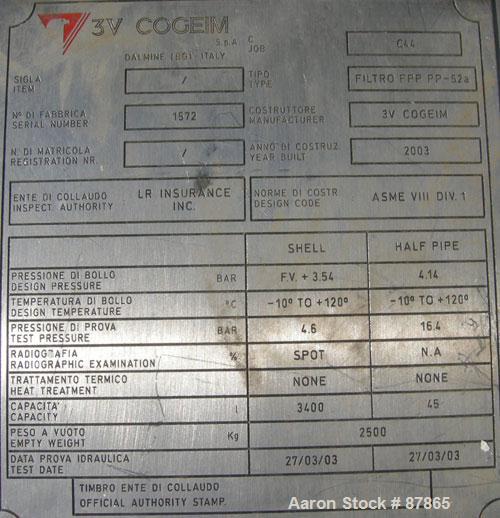 3V COGEIM
S.p.A
DALMINE (BG)-ITALY
C
JOB
C44
SIGLA
ITEM
/
TIPO
TYPE
FILTRO FPP PP-52a
N° DI FABBRICA
SERIAL NUMBER
1572
COSTRUTTORE
MANUFACTURER
3V COGEIM
N. DI MATRICOLA
REGISTRATION NR.
/
ANNO DI COSTRUZ.
YEAR BUILT
2003
ENTE DI COLLAUDO
INSPECT AUTHORITY
LR INSURANCE
INC.
NORME DI COSTR
DESIGN CODE
ASME VIII DIV. 1
SHELL HALF PIPE
PRESSIONE DI BOLLO
DESIGN PRESSURE
BAR F.V. + 3.54 4.14
TEMPERATURA DI BOLLO
DESIGN TEMPERATURE
°C -10° TO +120° -10° TO +120°
PRESSIONE DI PROVA
TEST PRESSURE
BAR 4.6 16.4
RADIOGRAFIA
RADIOGRAPHIC EXAMINATION
% SPOT N.A
TRATTAMENTO TERMICO
HEAT TREATMENT
NONE NONE
CAPACITA'
CAPACITY
l 3400 45
PESO A VUOTO
EMPTY WEIGHT
Kg 2500
DATA PROVA IDRAULICA
TEST DATE
27/03/03 27/03/03
TIMBRO ENTE DI COLLAUDO
OFFICIAL AUTHORITY STAMP.
Aaron Stock # 87865